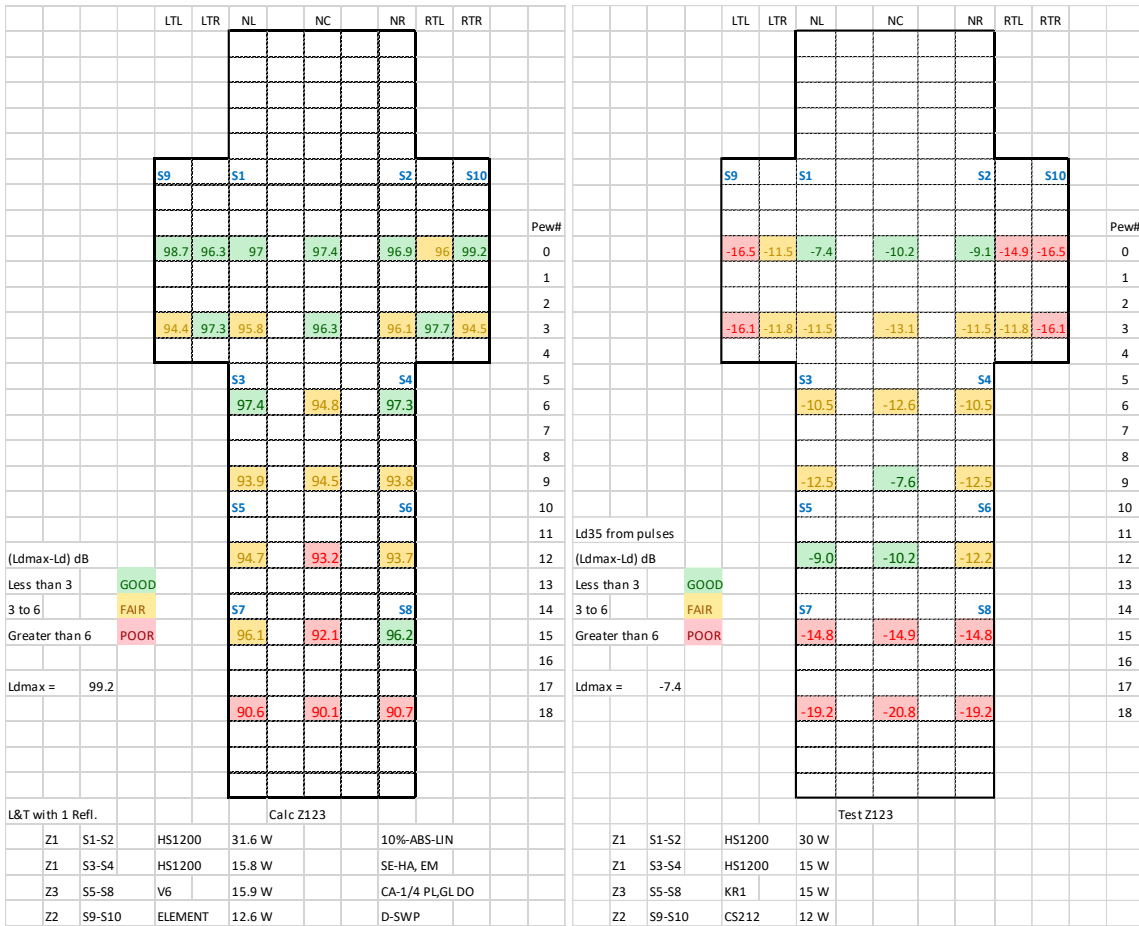 LTL LTR NL NC NR RTL RTR
S9 S1 S2 S10
Pew#
98.7 96.3 97 97.4 96.9 96 99.2 0
1
2
94.4 97.3 95.8 96.3 96.1 97.7 94.5 3
4
S3 S4 5
97.4 94.8 97.3 6
7
8
93.9 94.5 93.8 9
S5 S6 10
11
(Ldmax-Ld) dB 94.7 93.2 93.7 12
Less than 3 GOOD 13
3 to 6 FAIR S7 S8 14
Greater than 6 POOR 96.1 92.1 96.2 15
16
Ldmax = 99.2 17
90.6 90.1 90.7 18
L&T with 1 Refl. Calc Z123
Z1 S1-S2 HS1200 31.6 W 10%-ABS-LIN
Z1 S3-S4 HS1200 15.8 W SE-HA, EM
Z3 S5-S8 V6 15.9 W CA-1/4 PL,GL DO
Z2 S9-S10 ELEMENT 12.6 W D-SWP
LTL LTR NL NC NR RTL RTR
S9 S1 S2 S10
Pew#
-16.5 -11.5 -7.4 -10.2 -9.1 -14.9 -16.5 0
1
2
-16.1 -11.8 -11.5 -13.1 -11.5 -11.8 -16.1 3
4
S3 S4 5
-10.5 -12.6 -10.5 6
7
8
-12.5 -7.6 -12.5 9
S5 S6 10
Ld35 from pulses 11
(Ldmax-Ld) dB -9.0 -10.2 -12.2 12
Less than 3 GOOD 13
3 to 6 FAIR S7 S8 14
Greater than 6 POOR -14.8 -14.9 -14.8 15
16
Ldmax = -7.4 17
-19.2 -20.8 -19.2 18
Test Z123
Z1 S1-S2 HS1200 30 W
Z1 S3-S4 HS1200 15 W
Z3 S5-S8 KR1 15 W
Z2 S9-S10 CS212 12 W